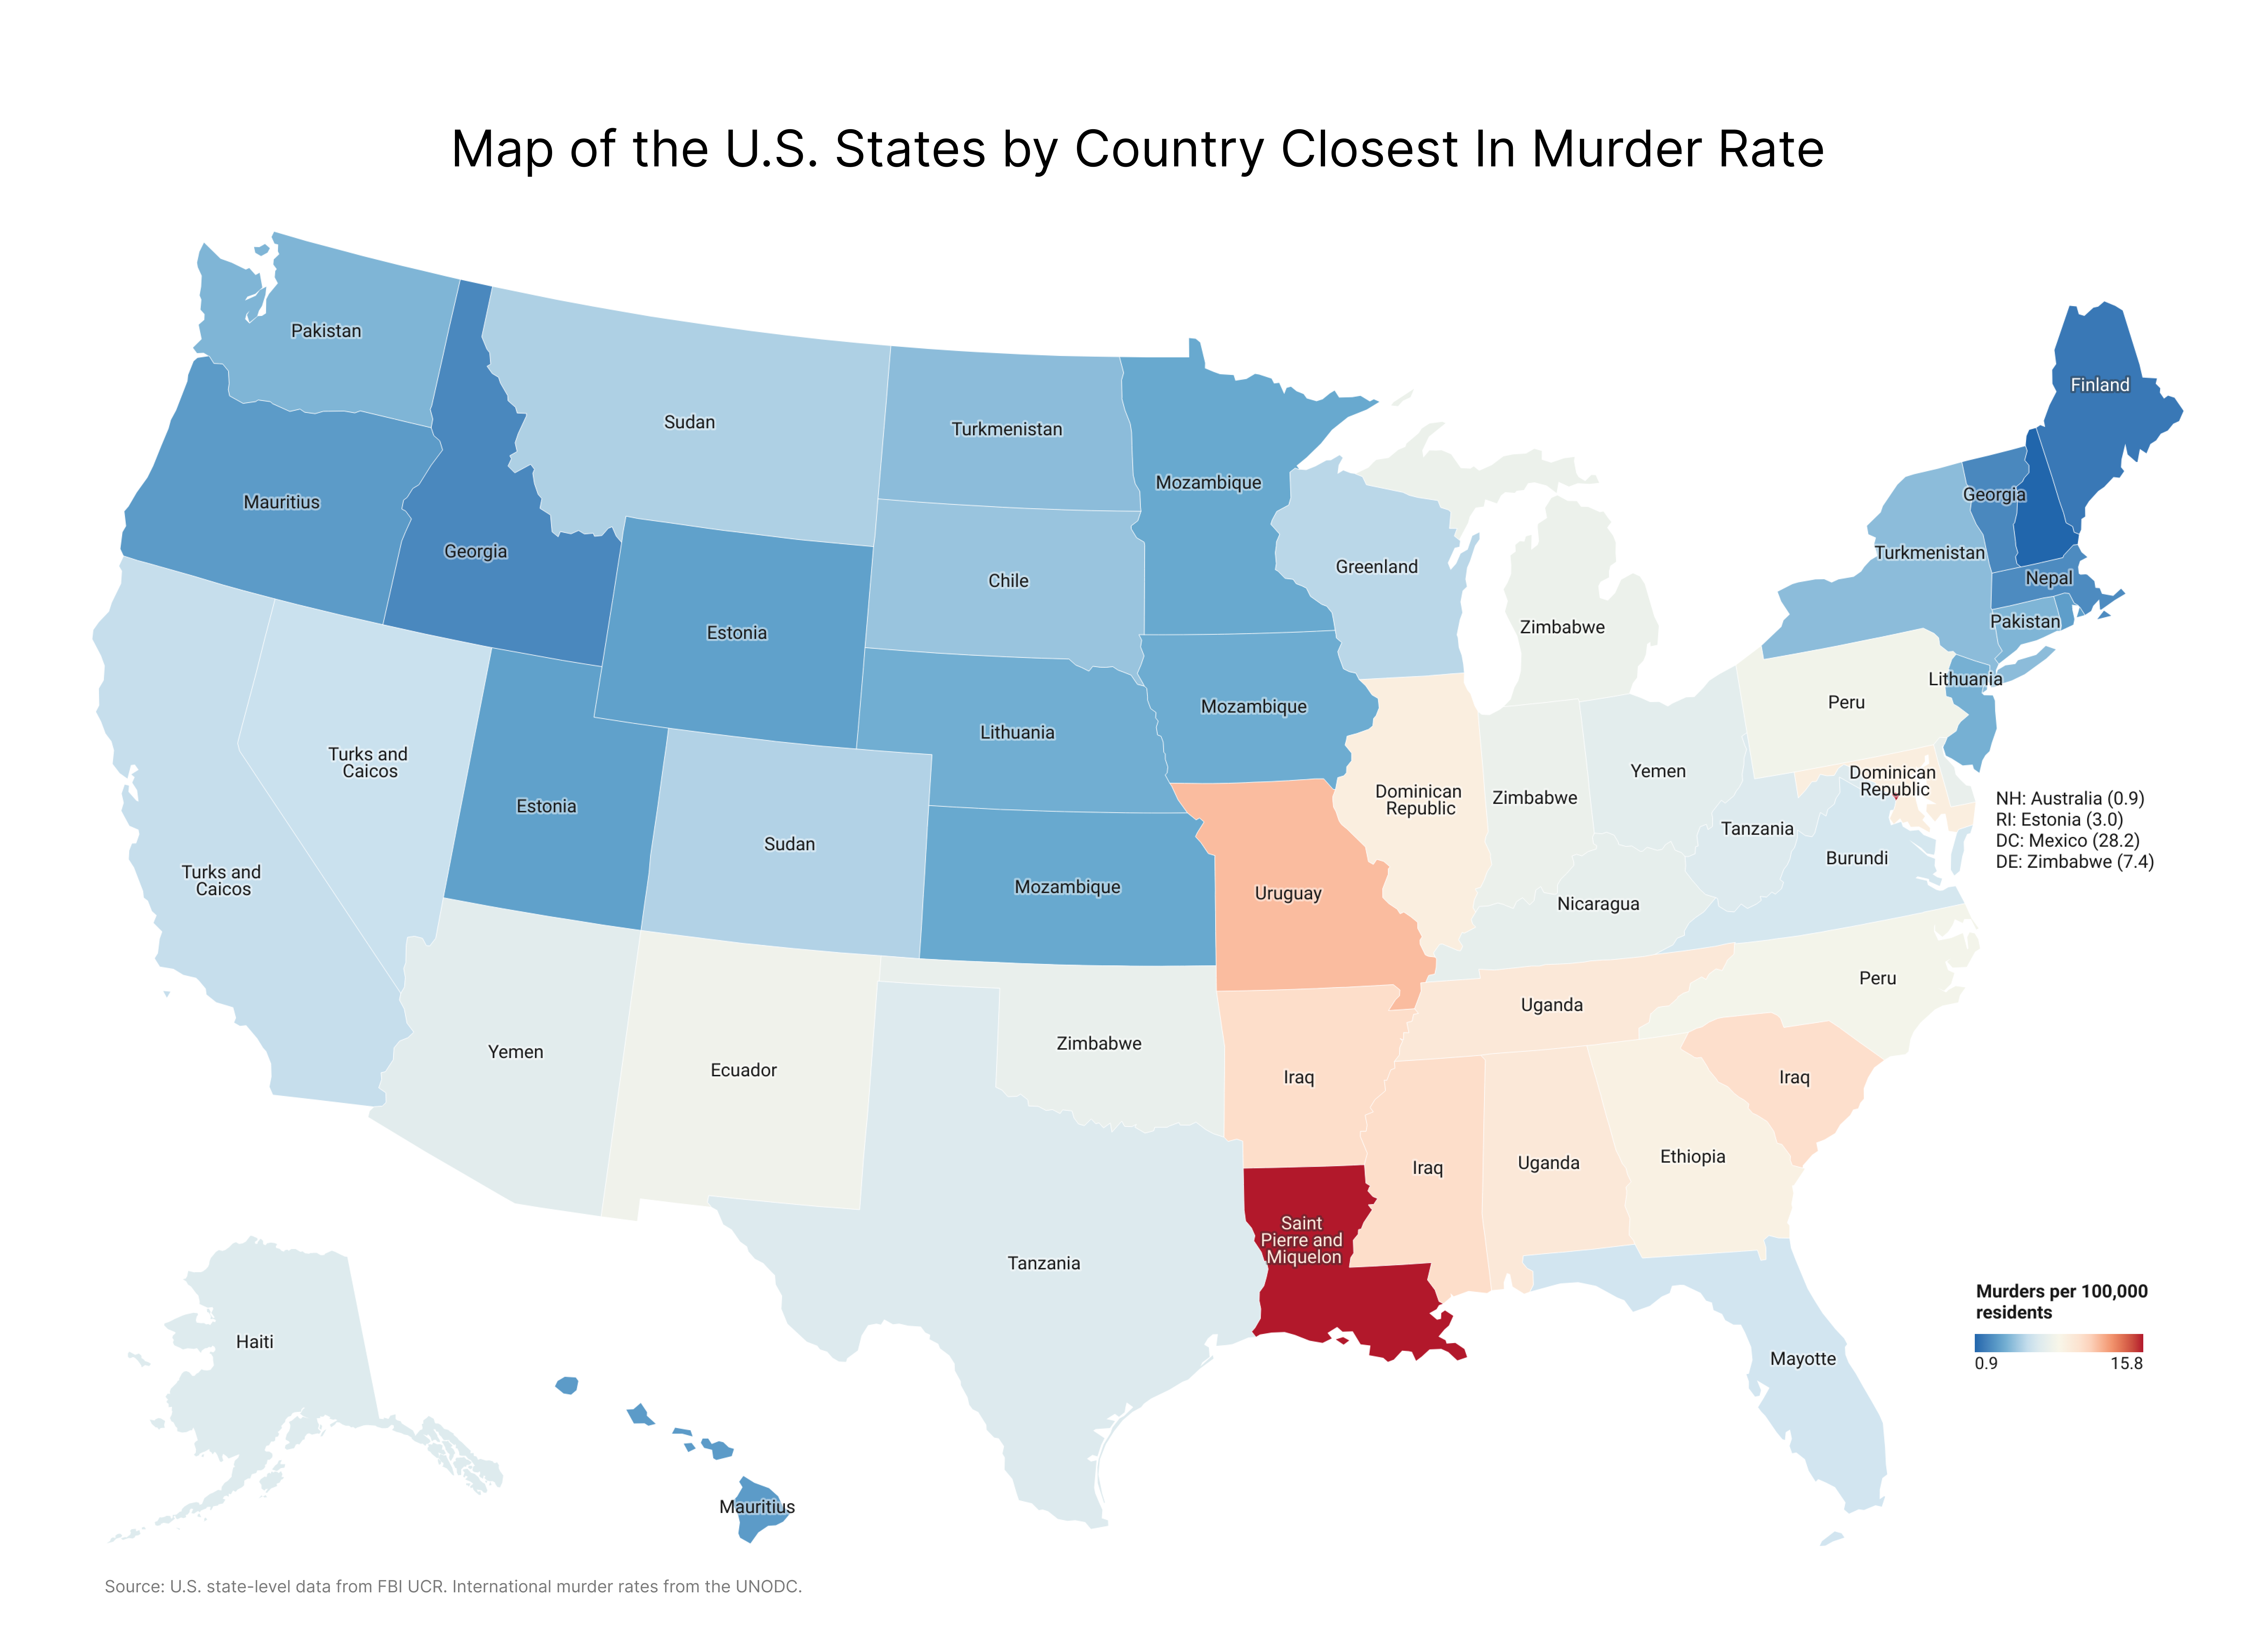 Map of the U.S. States by Country Closest In Murder Rate
Pakistan
Finland
Sudan
Turkmenistan
Mozambique
Georgia
Mauritius
Georgia
Turkmenistan
Greenland
Nepal
Chile
Pakistan
Zimbabwe
Estonia
Lithuania
Peru
Mozambique
Lithuania
Turks and
Caicos
Yemen
Dominican
Republic
Dominican
Republic
Zimbabwe
NH: Australia (0.9)
RI: Estonia (3.0)
DC: Mexico (28.2)
DE: Zimbabwe (7.4)
Estonia
Tanzania
Sudan
Burundi
Turks and
Caicos
Mozambique
Uruguay
Nicaragua
Peru
Uganda
Zimbabwe
Yemen
Ecuador
Iraq
Iraq
Ethiopia
Uganda
Iraq
Saint
Pierre and
Miquelon
Tanzania
Murders per 100,000
residents
0.9 15.8
Haiti
Mayotte
Mauritius
Source: U.S. state-level data from FBI UCR. International murder rates from the UNODC.